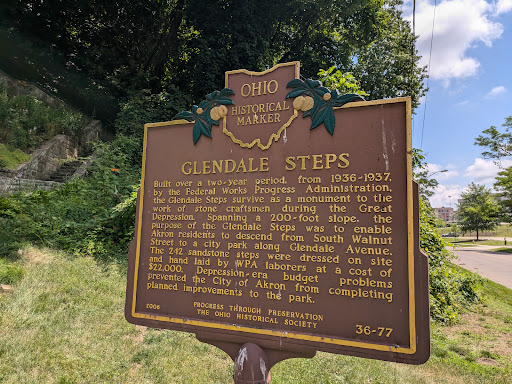 OHIO
HISTORICAL
MARKER
GLENDALE STEPS
Built over a two-year period, from 1936-1937,
by the Federal Works Progress Administration,
the Glendale Steps survive as a monument to the
work of stone craftsmen during the Great
Depression. Spanning a 200-foot slope, the
purpose of the Glendale Steps was to enable
Akron residents to descend from South Walnut
Street to a city park along Glendale Avenue.
The 242 sandstone steps were dressed on site
and hand laid by WPA laborers at a cost of
$22,000. Depression-era budget problems
prevented the City of Akron from completing
planned improvements to the park.
PROGRESS THROUGH PRESERVATION
2006 THE OHIO HISTORICAL SOCIETY 36-77